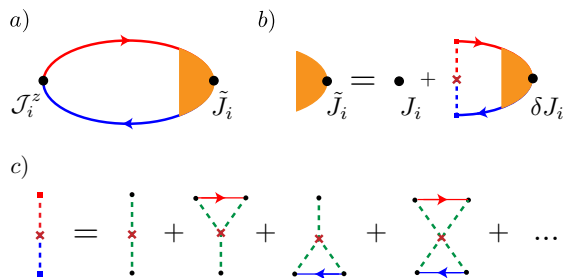 a)
b)
𝒥ᵢᶻ
J̃ᵢ
J̃ᵢ = Jᵢ + δJᵢ
c)
= + + + + ...